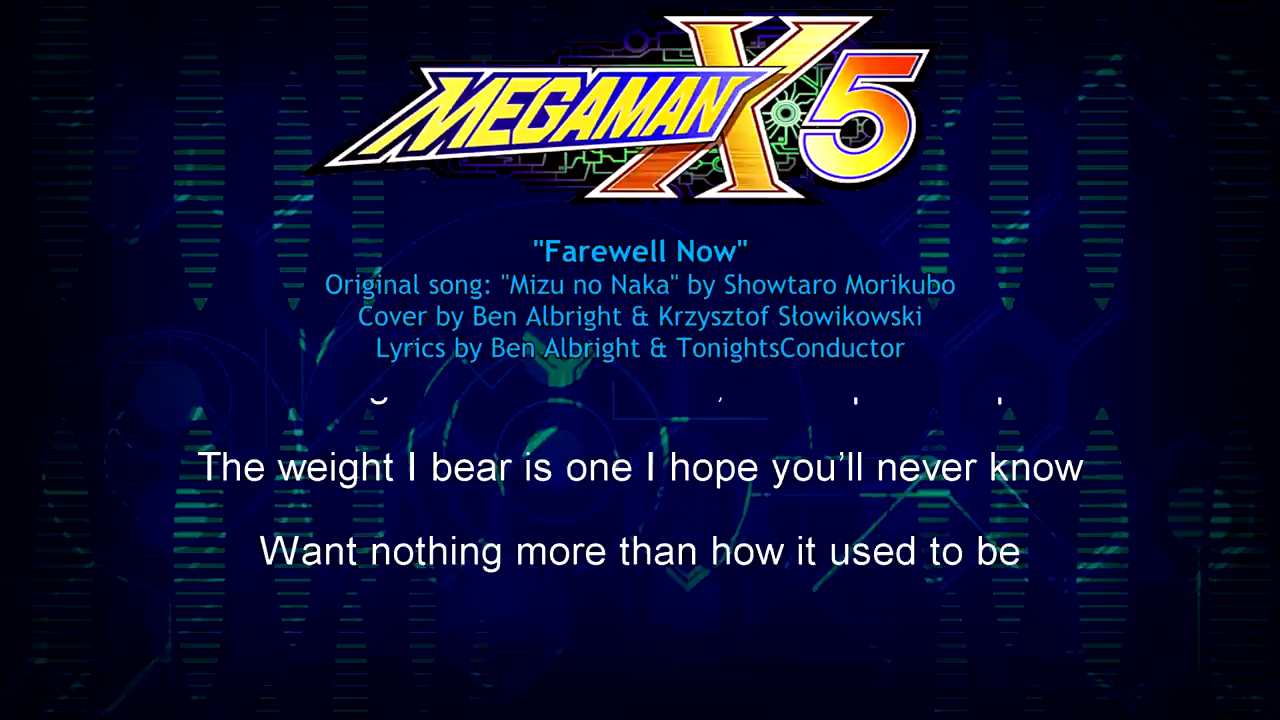 MEGAMAN X5
"Farewell Now"
Original song: "Mizu no Naka" by Showtaro Morikubo
Cover by Ben Albright & Krzysztof Słowikowski
Lyrics by Ben Albright & TonightsConductor
The weight I bear is one I hope you’ll never know
Want nothing more than how it used to be